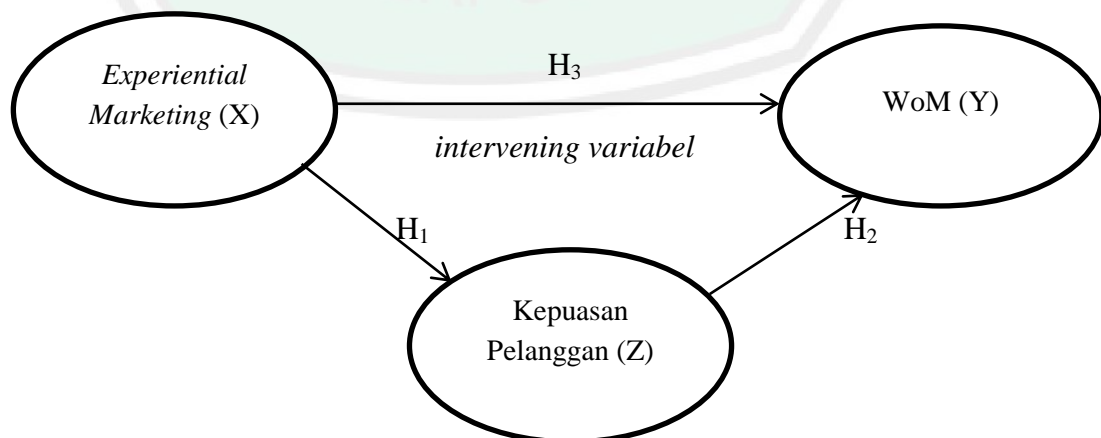 Experiential
Marketing (X)
H₃
WoM (Y)
intervening variabel
H₁
H₂
Kepuasan
Pelanggan (Z)